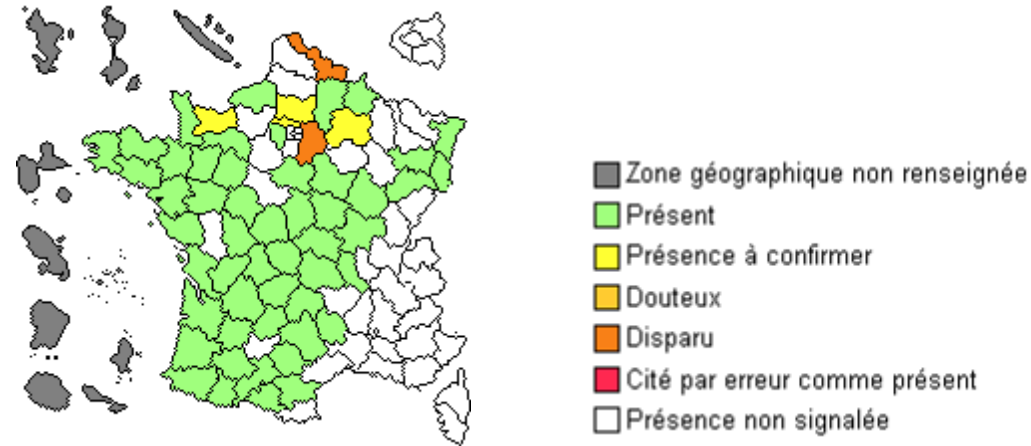 Zone géographique non renseignée
Présent
Présence à confirmer
Douteux
Disparu
Cité par erreur comme présent
Présence non signalée